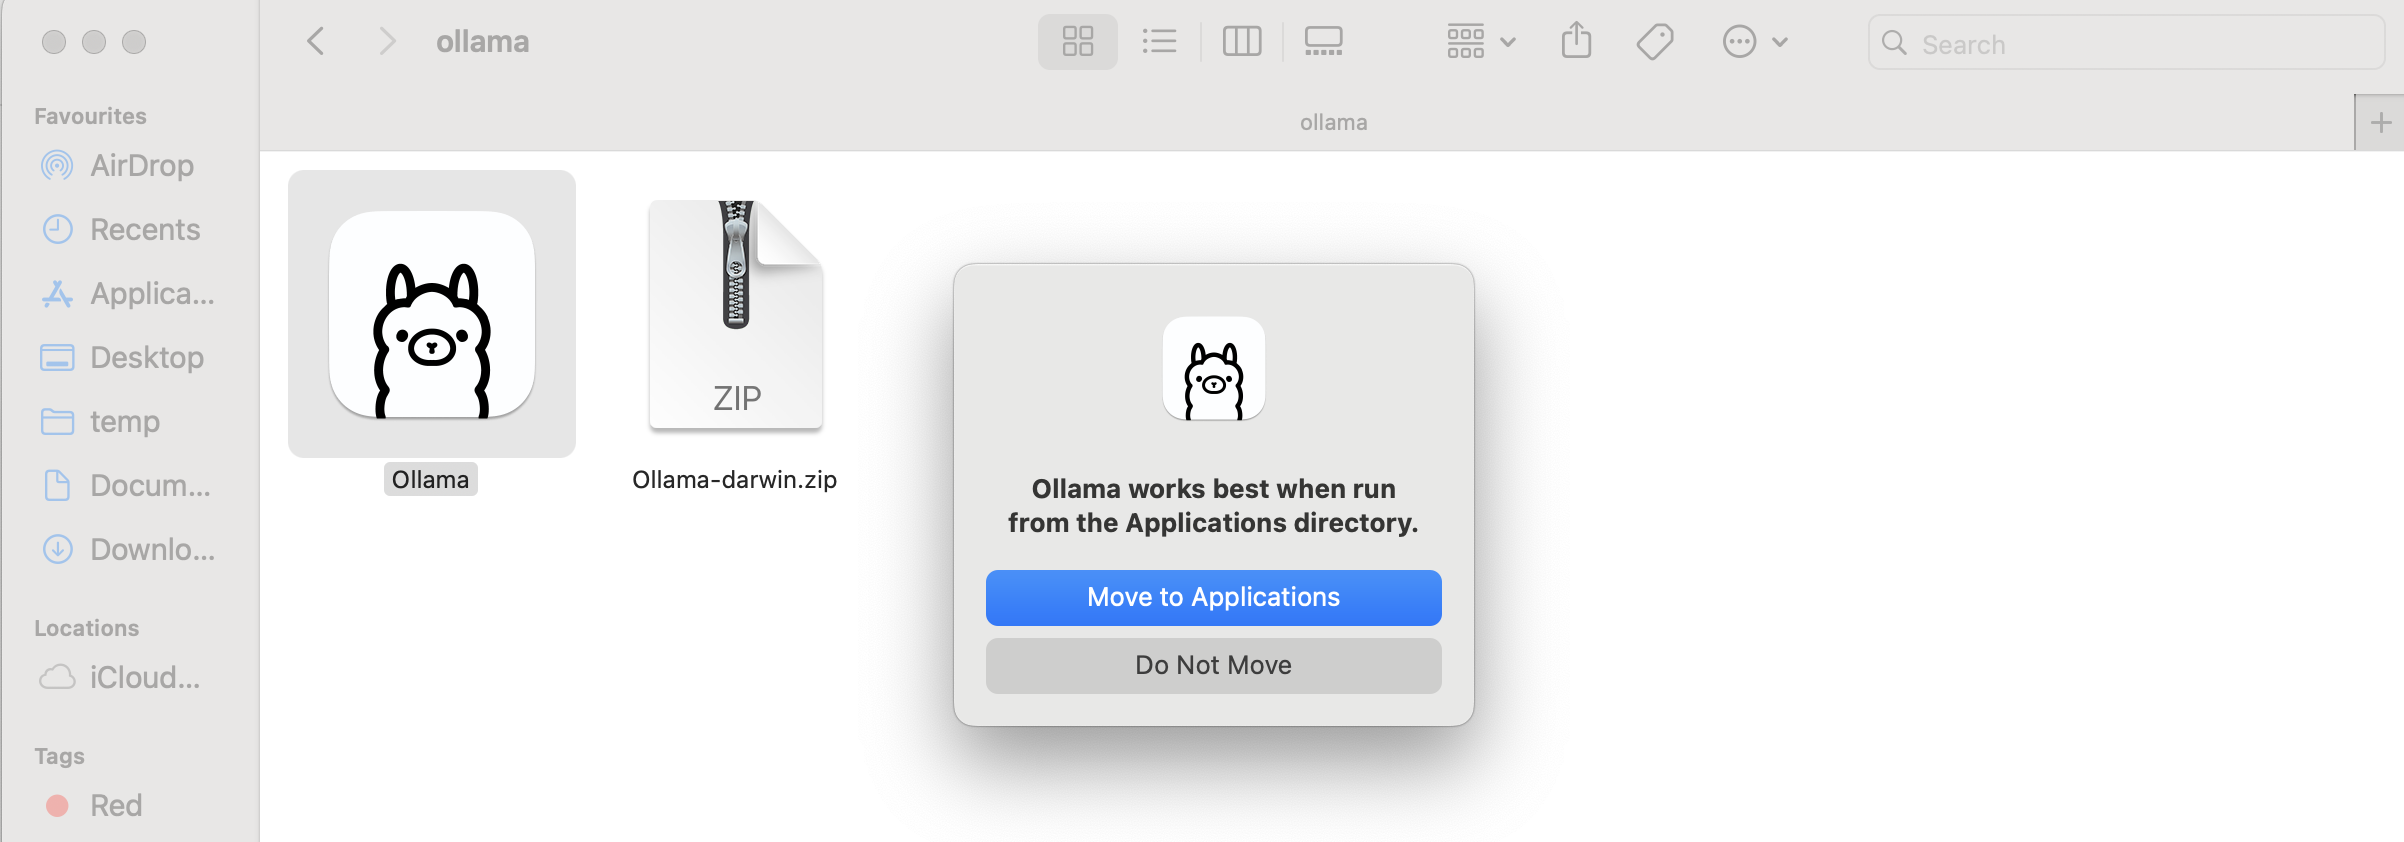 ollama
Search
ollama
Favourites
AirDrop
Recents
Applica...
Desktop
temp
Docum...
Downlo...
Locations
iCloud...
Tags
Red
ZIP
Ollama
Ollama-darwin.zip
Ollama works best when run
from the Applications directory.
Move to Applications
Do Not Move